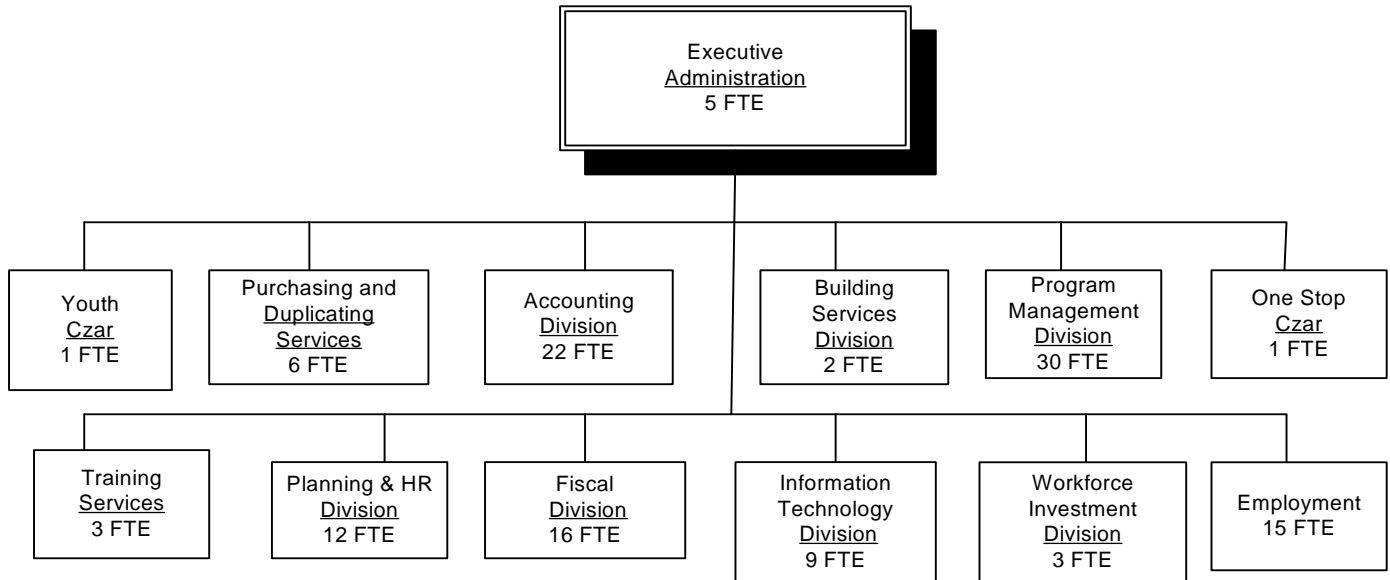 Executive
Administration
5 FTE
Youth
Czar
1 FTE
Purchasing and
Duplicating
Services
6 FTE
Accounting
Division
22 FTE
Building
Services
Division
2 FTE
Program
Management
Division
30 FTE
One Stop
Czar
1 FTE
Training
Services
3 FTE
Planning & HR
Division
12 FTE
Fiscal
Division
16 FTE
Information
Technology
Division
9 FTE
Workforce
Investment
Division
3 FTE
Employment
15 FTE